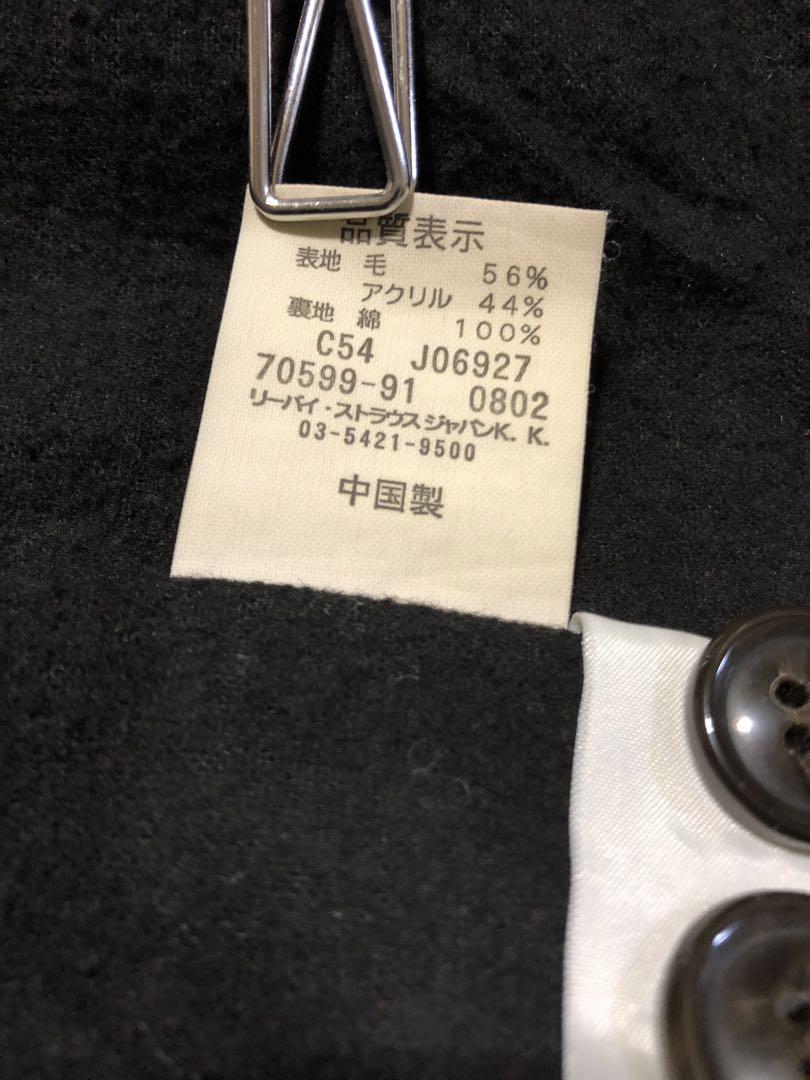 品質表示
表地 毛 56%
アクリル 44%
裏地 綿 100%
C54 J06927
70599-91 0802
リーバイ・ストラウス ジャパンK. K.
03-5421-9500
中国製